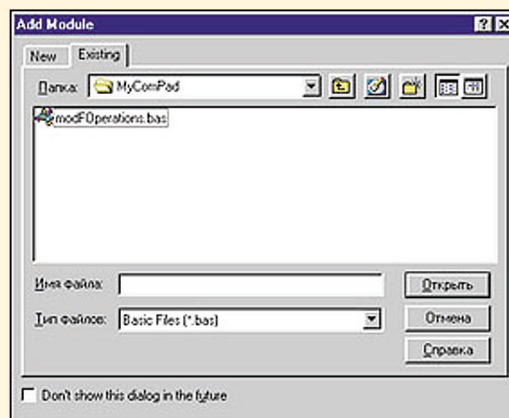 Add Module
New Existing
Папка: MyComPad
modFOperations.bas
Имя файла:
Открыть
Тип файлов: Basic Files (*.bas)
Отмена
Справка
Don't show this dialog in the future